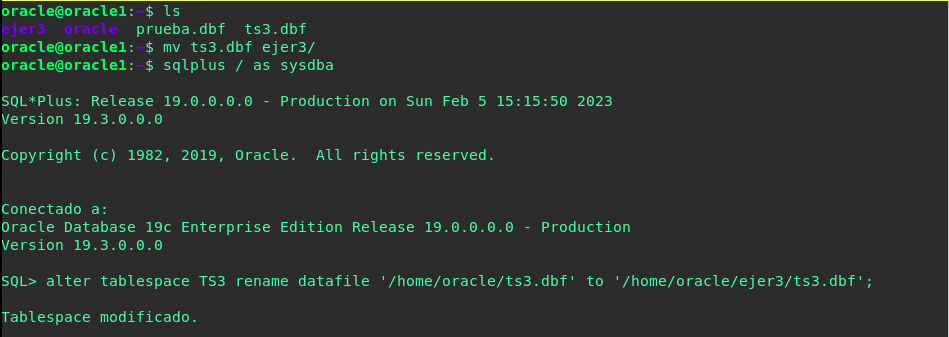 oracle@oracle1:~$ ls
ejer3  oracle  prueba.dbf  ts3.dbf
oracle@oracle1:~$ mv ts3.dbf ejer3/
oracle@oracle1:~$ sqlplus / as sysdba
SQL*Plus: Release 19.0.0.0.0 - Production on Sun Feb 5 15:15:50 2023
Version 19.3.0.0.0
Copyright (c) 1982, 2019, Oracle.  All rights reserved.
Conectado a:
Oracle Database 19c Enterprise Edition Release 19.0.0.0.0 - Production
Version 19.3.0.0.0
SQL> alter tablespace TS3 rename datafile '/home/oracle/ts3.dbf' to '/home/oracle/ejer3/ts3.dbf';
Tablespace modificado.